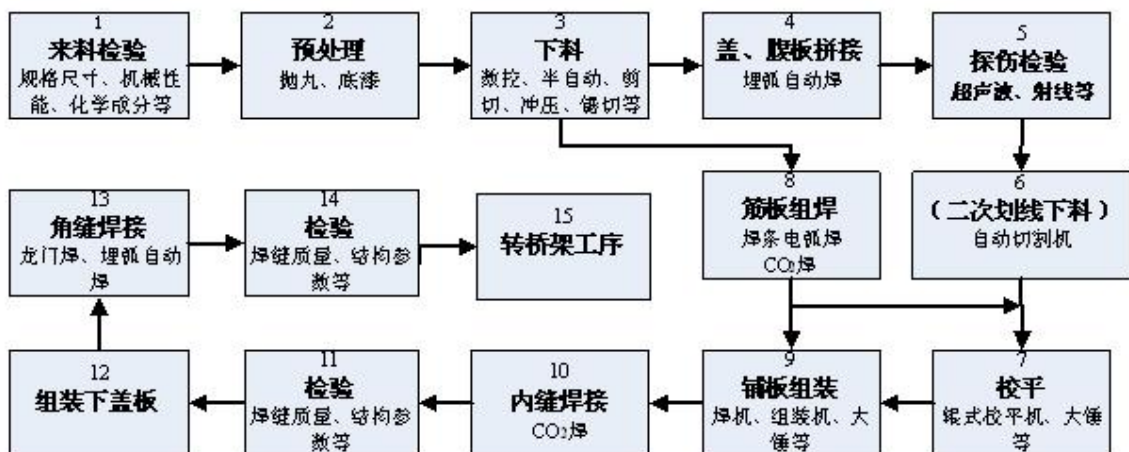 1
来料检验
规格尺寸、机械性
能、化学成分等
2
预处理
抛丸、底漆
3
下料
数控、半自动、剪
切、冲压、锯切等
4
盖、腹板拼接
埋弧自动焊
5
探伤检验
超声波、射线等
6
（二次划线下料）
自动切割机
7
校平
辊式校平机、大锤
等
8
筋板组焊
焊条电弧焊
CO₂焊
9
铺板组装
焊机、组装机、大
锤等
10
内缝焊接
CO₂焊
11
检验
焊缝质量、结构参
数等
12
组装下盖板
13
角缝焊接
龙门焊、埋弧自动
焊
14
检验
焊缝质量、结构参
数等
15
转桥架工序